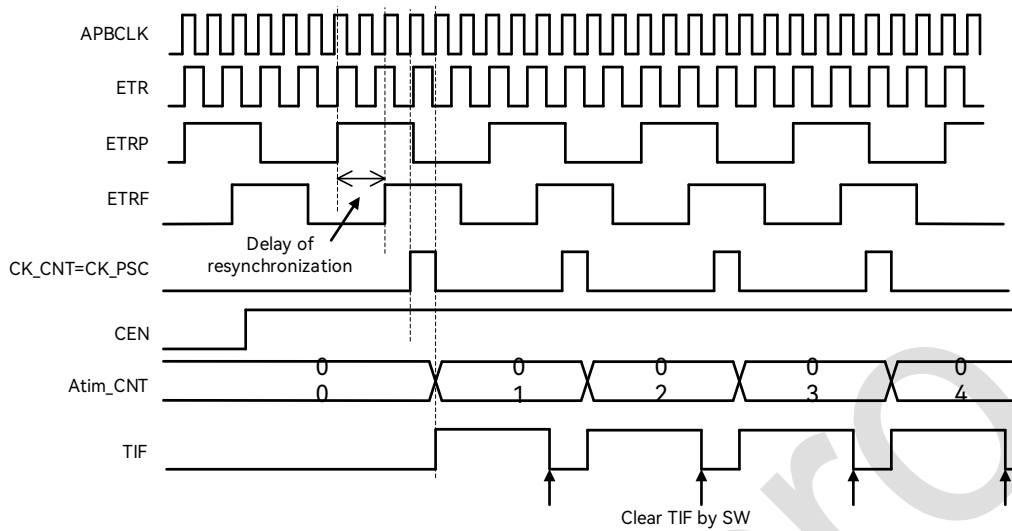 APBCLK
ETR
ETRP
ETRF
Delay of
resynchronization
CK_CNT=CK_PSC
CEN
Atim_CNT
0 0 0 0 0
0 1 2 3 4
TIF
Clear TIF by SW